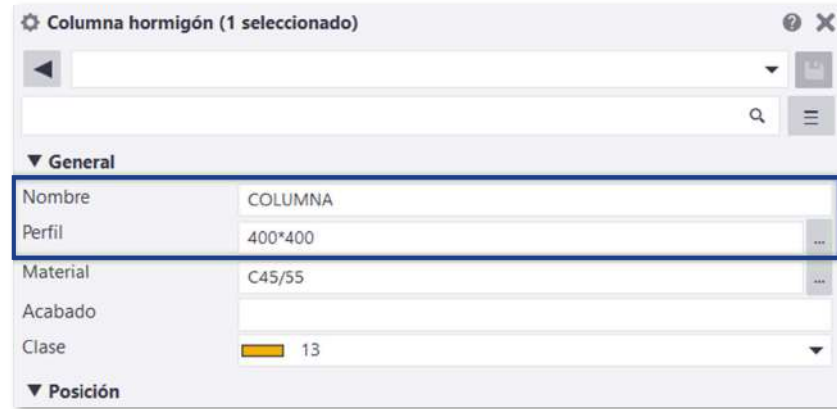 Columna hormigón (1 seleccionado)
General
Nombre COLUMNA
Perfil 400*400 ...
Material C45/55 ...
Acabado
Clase 13
Posición